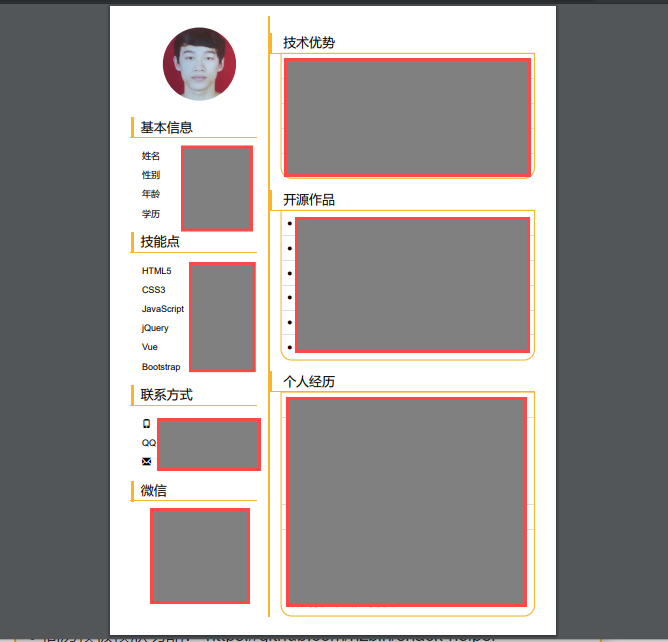 基本信息
姓名
性别
年龄
学历
技能点
HTML5
CSS3
JavaScript
jQuery
Vue
Bootstrap
联系方式
QQ
微信
技术优势
开源作品
个人经历